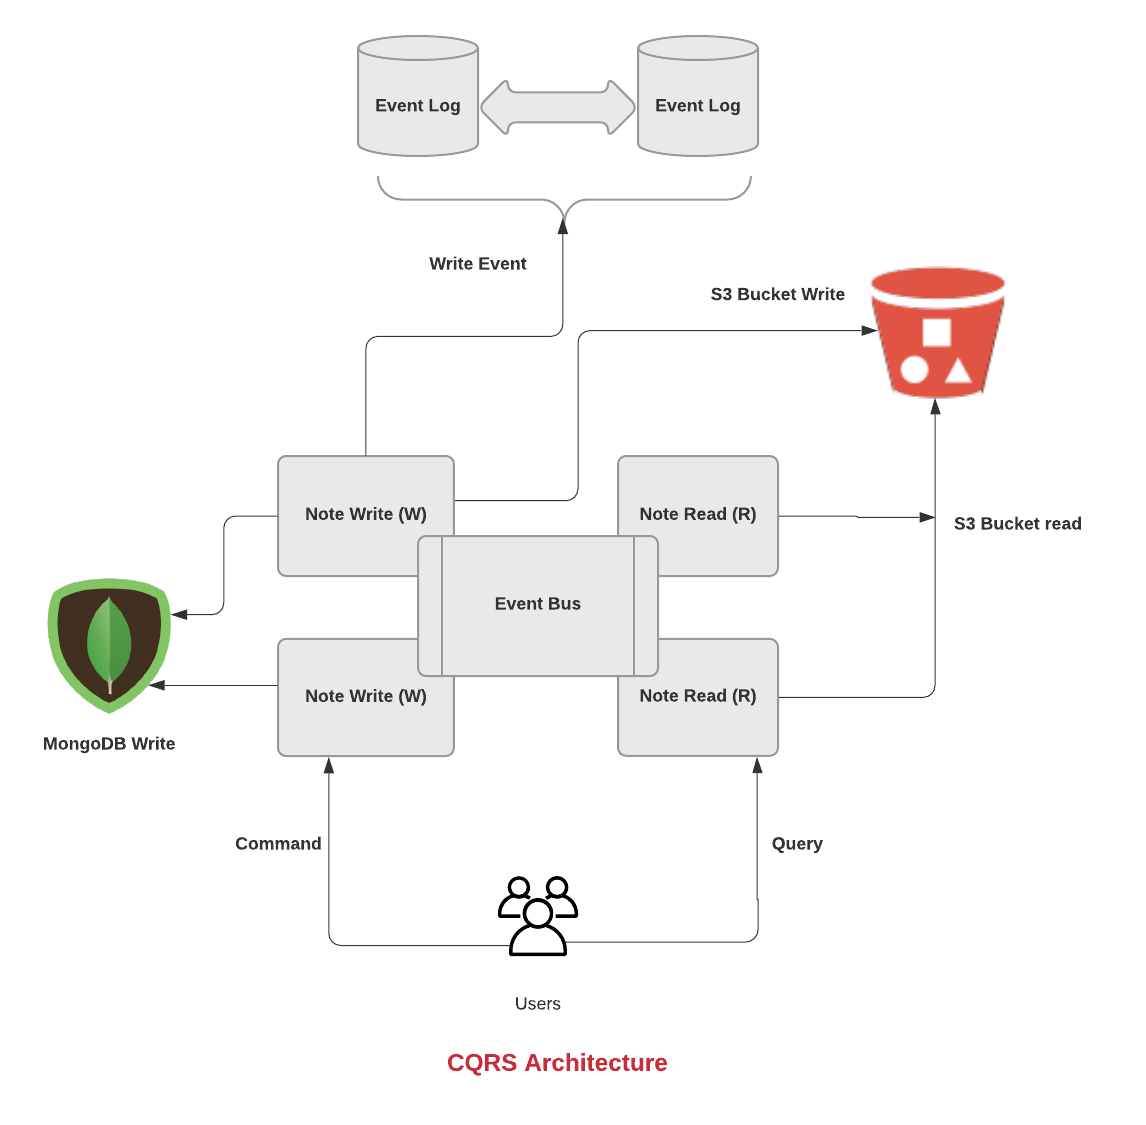 Event Log
Event Log
Write Event
S3 Bucket Write
Note Write (W)
Note Read (R)
S3 Bucket read
Event Bus
Note Write (W)
Note Read (R)
MongoDB Write
Command
Query
Users
CQRS Architecture